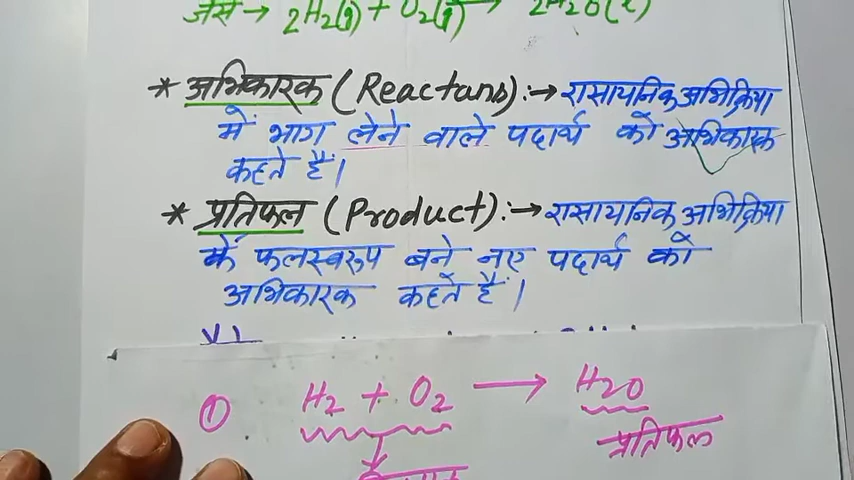 जैसे → 2H₂(g) + O₂(g) → 2H₂O(l)
* अभिकारक (Reactans) :→ रासायनिक अभिक्रिया
में भाग लेने वाले पदार्थ को अभिकारक
कहते हैं।
* प्रतिफल (Product) :→ रासायनिक अभिक्रिया
के फलस्वरूप बने नए पदार्थ को
अभिकारक कहते हैं।
① H₂ + O₂ → H₂O
प्रतिफल